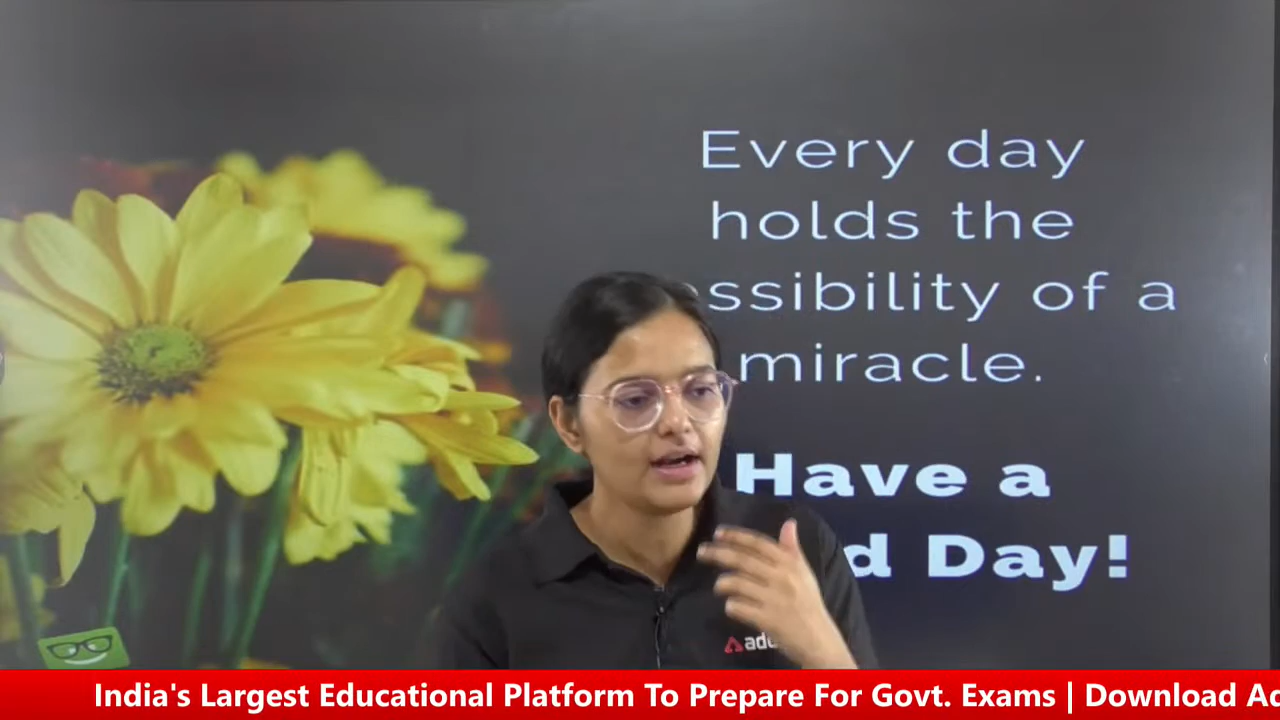 Every day
holds the
ssibility of a
miracle.
Have a
d Day!
India's Largest Educational Platform To Prepare For Govt. Exams | Download Ad